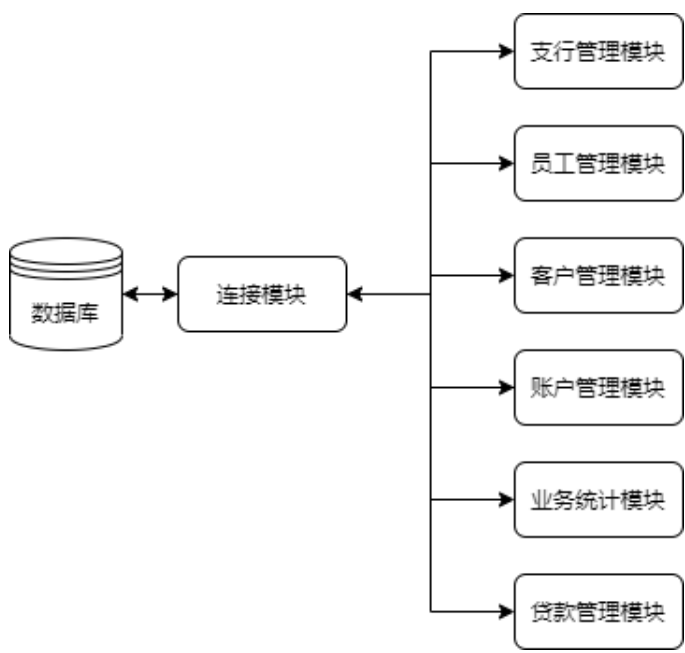 支行管理模块
员工管理模块
客户管理模块
数据库
连接模块
账户管理模块
业务统计模块
贷款管理模块